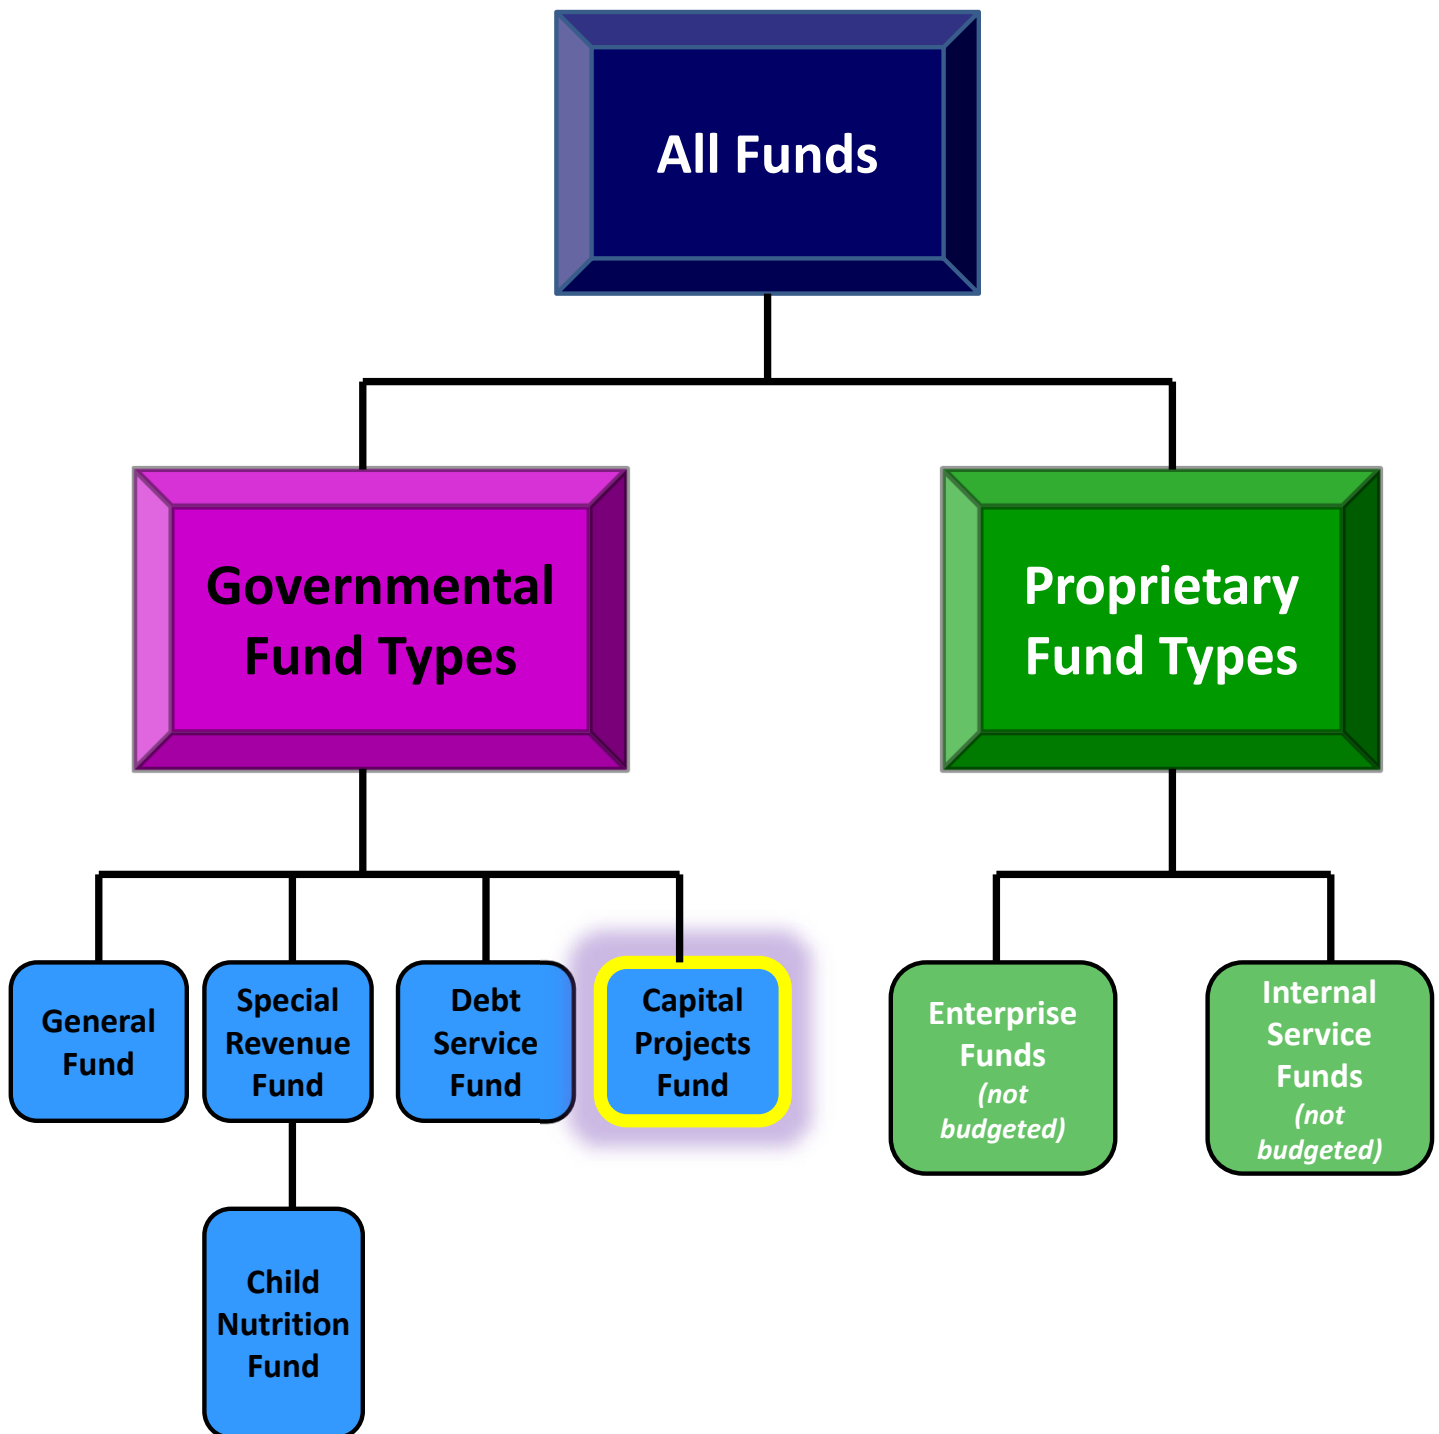 All Funds
Governmental
Fund Types
Proprietary
Fund Types
General
Fund
Special
Revenue
Fund
Debt
Service
Fund
Capital
Projects
Fund
Enterprise
Funds
(not
budgeted)
Internal
Service
Funds
(not
budgeted)
Child
Nutrition
Fund